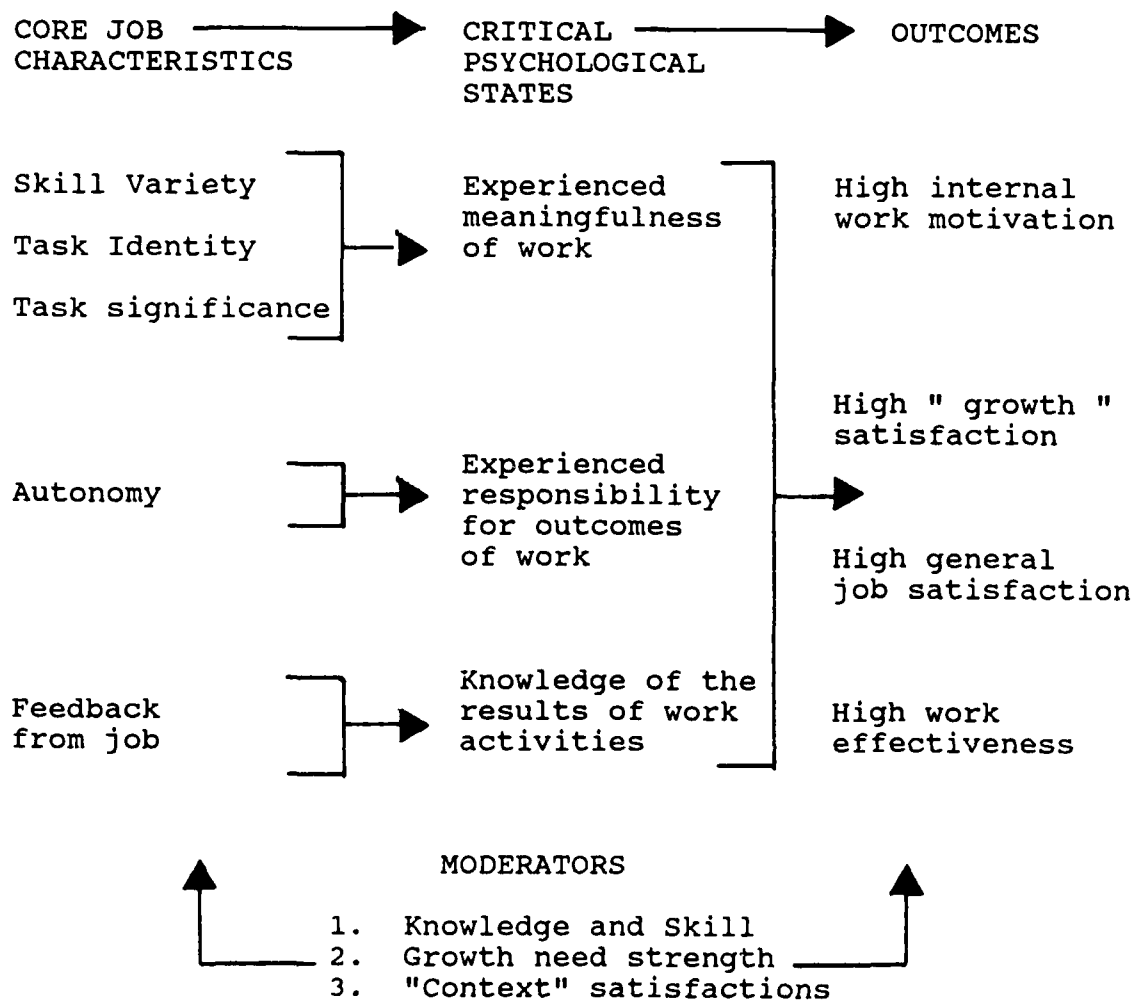 CORE JOB
CHARACTERISTICS
CRITICAL
PSYCHOLOGICAL
STATES
OUTCOMES
Skill Variety
Task Identity
Task significance
Experienced
meaningfulness
of work
High internal
work motivation
High " growth "
satisfaction
Autonomy
Experienced
responsibility
for outcomes
of work
High general
job satisfaction
Feedback
from job
Knowledge of the
results of work
activities
High work
effectiveness
MODERATORS
1. Knowledge and Skill
2. Growth need strength
3. "Context" satisfactions